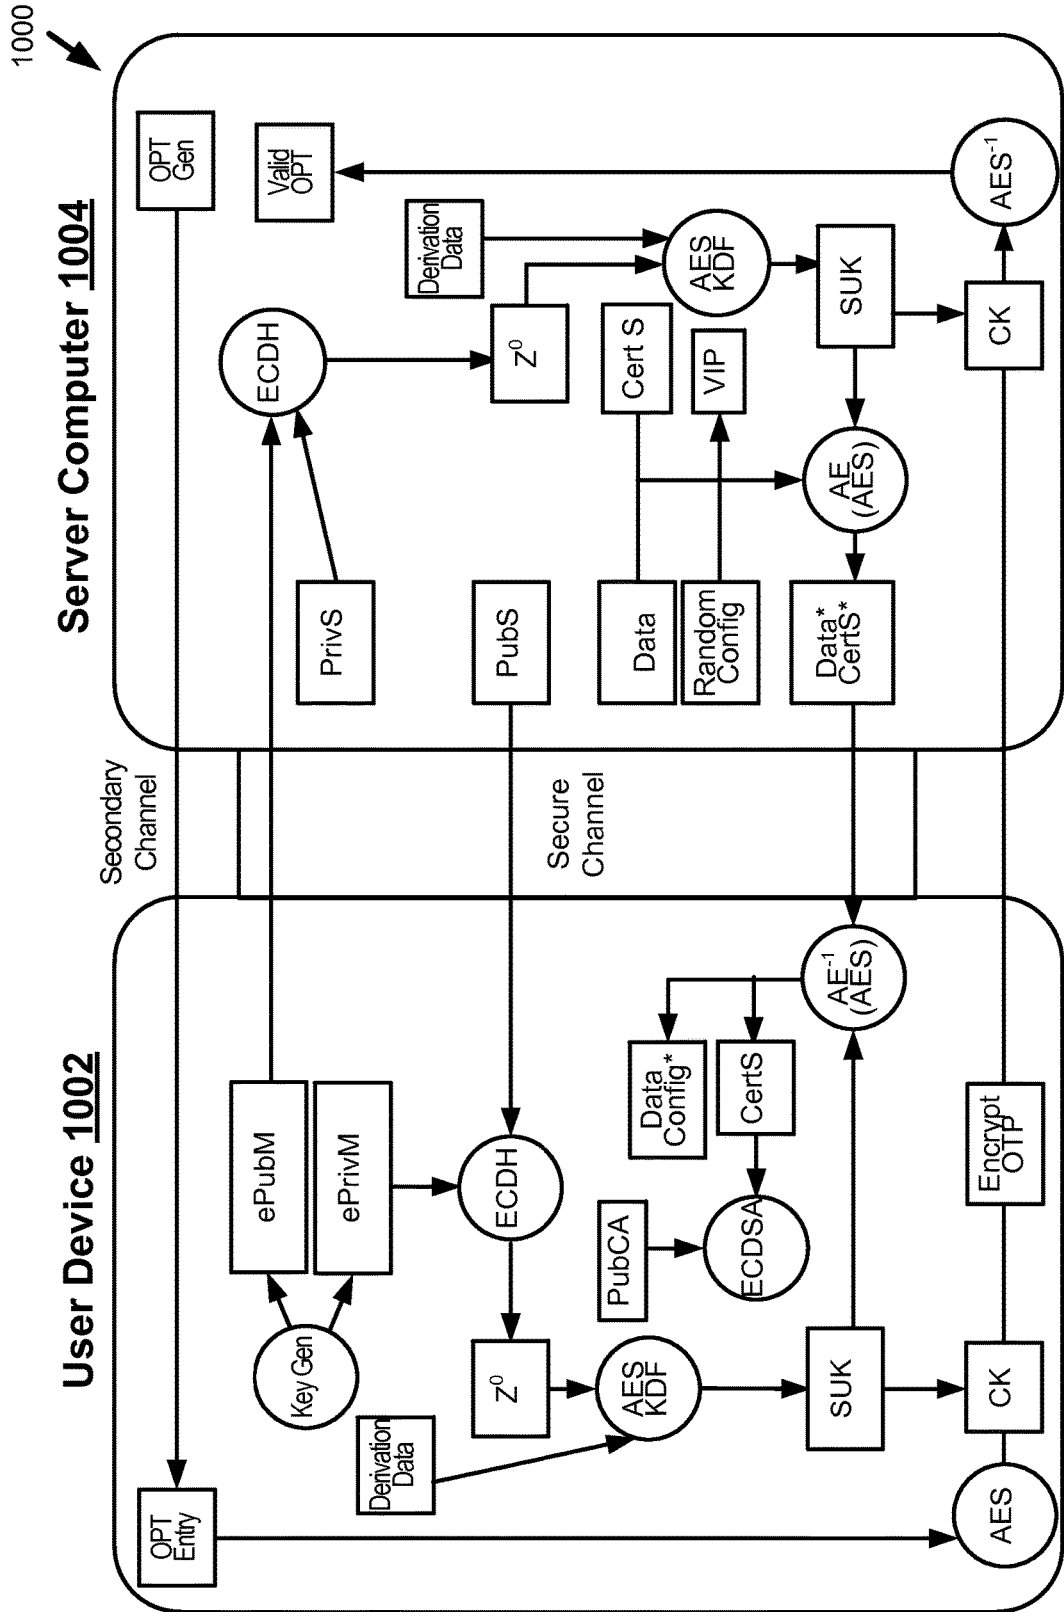 1000
User Device 1002
Server Computer 1004
OPT
Entry
Secondary
Channel
OPT
Gen
Key Gen
ePubM
ePrivM
PrivS
ECDH
Valid
OPT
Derivation
Data
Z⁰
ECDH
PubS
Z⁰
Derivation
Data
AES
KDF
PubCA
ECDSA
Data
Config*
CertS
Secure
Channel
Data
Cert S
Random
Config
VIP
AES
KDF
SUK
AE⁻¹
(AES)
Data*
CertS*
AE
(AES)
SUK
AES
CK
Encrypt
OTP
CK
AES⁻¹